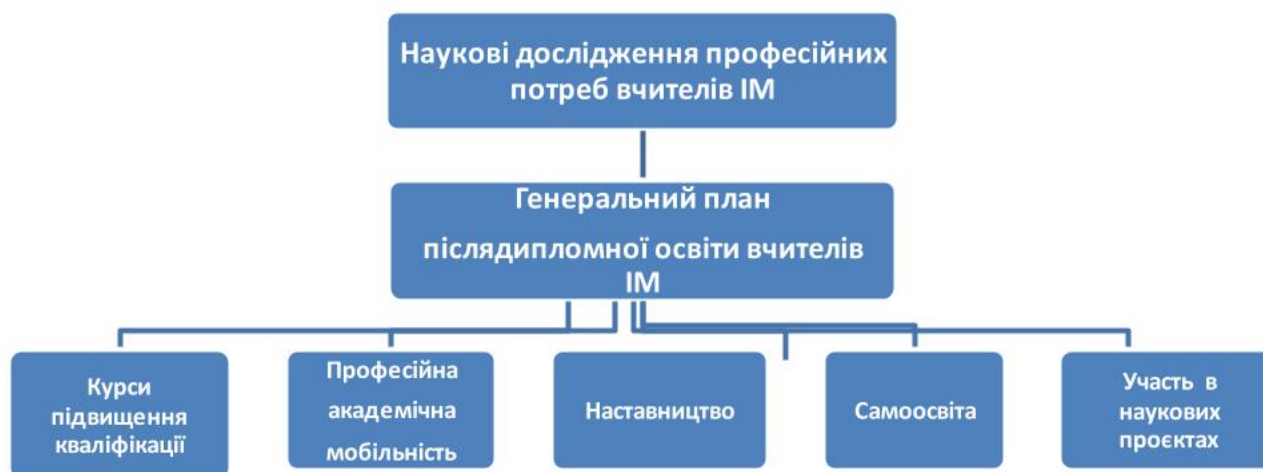 Наукові дослідження професійних
потреб вчителів ІМ
Генеральний план
післядипломної освіти вчителів
ІМ
Курси
підвищення
кваліфікації
Професійна
академічна
мобільність
Наставництво
Самоосвіта
Участь в
наукових
проєктах